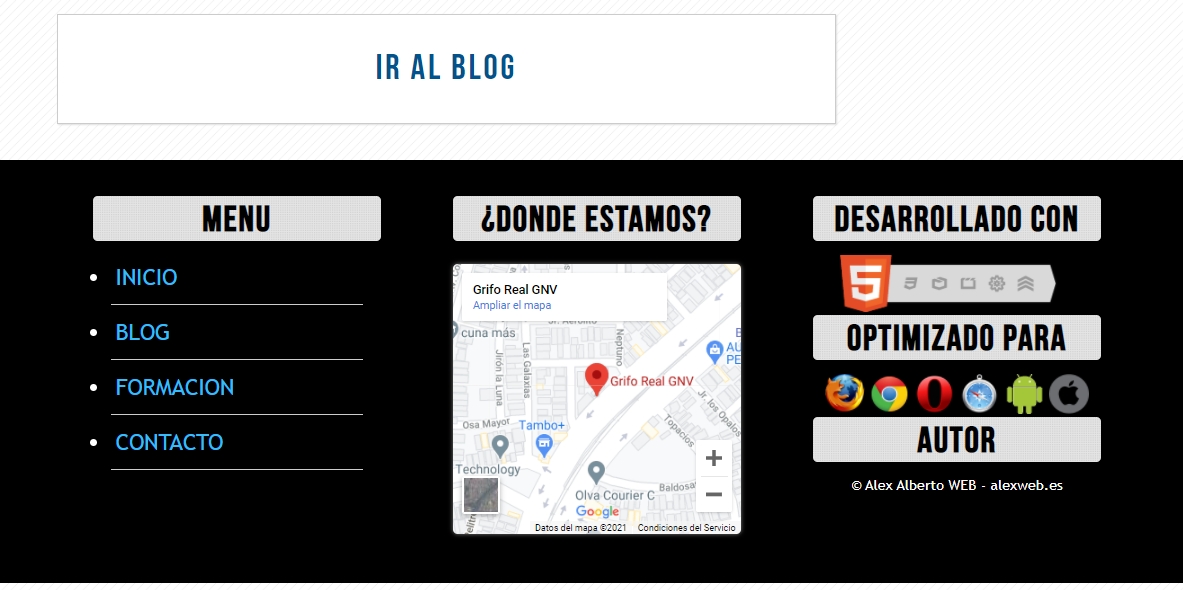 IR AL BLOG
MENU
INICIO
BLOG
FORMACION
CONTACTO
¿DONDE ESTAMOS?
Grifo Real GNV
Ampliar el mapa
Jr. Aerolito
cuna más
Neptuno
Jirón la Luna
Las Galaxias
Grifo Real GNV
Jr. los Opalos
Osa Mayor
Tambo+
Topacios
Technology
Olva Courier C
Google
Datos del mapa ©2021 Condiciones del Servicio
DESARROLLADO CON
OPTIMIZADO PARA
AUTOR
© Alex Alberto WEB - alexweb.es